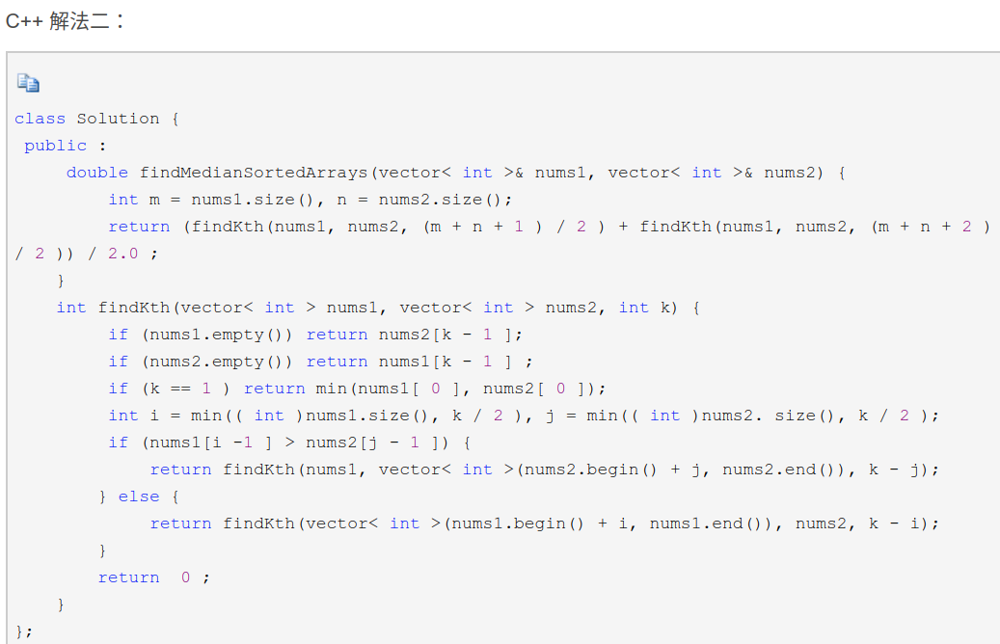 C++ 解法二：
class Solution {
 public :
     double findMedianSortedArrays(vector< int >& nums1, vector< int >& nums2) {
         int m = nums1.size(), n = nums2.size();
         return (findKth(nums1, nums2, (m + n + 1 ) / 2 ) + findKth(nums1, nums2, (m + n + 2 )
/ 2 )) / 2.0 ;
    }
    int findKth(vector< int > nums1, vector< int > nums2, int k) {
         if (nums1.empty()) return nums2[k - 1 ];
         if (nums2.empty()) return nums1[k - 1 ] ;
         if (k == 1 ) return min(nums1[ 0 ], nums2[ 0 ]);
         int i = min(( int )nums1.size(), k / 2 ), j = min(( int )nums2. size(), k / 2 );
         if (nums1[i -1 ] > nums2[j - 1 ]) {
             return findKth(nums1, vector< int >(nums2.begin() + j, nums2.end()), k - j);
        } else {
             return findKth(vector< int >(nums1.begin() + i, nums1.end()), nums2, k - i);
        }
        return  0 ;
    }
};